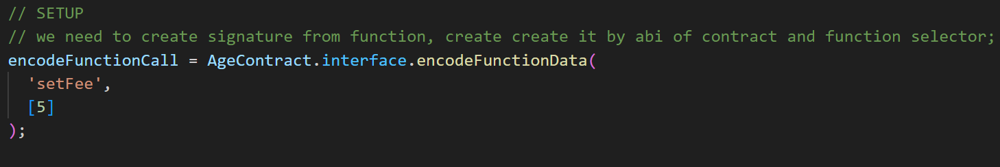 // SETUP
// we need to create signature from function, create create it by abi of contract and function selector;
encodeFunctionCall = AgeContract.interface.encodeFunctionData(
'setFee',
[5]
);